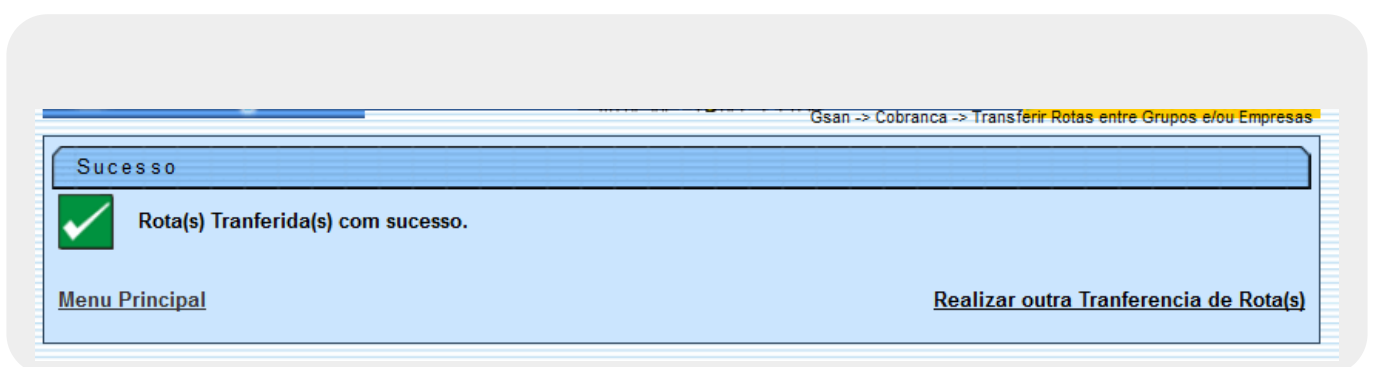 Gsan -> Cobranca -> Transferir Rotas entre Grupos e/ou Empresas
Sucesso
Rota(s) Tranferida(s) com sucesso.
Menu Principal
Realizar outra Tranferencia de Rota(s)